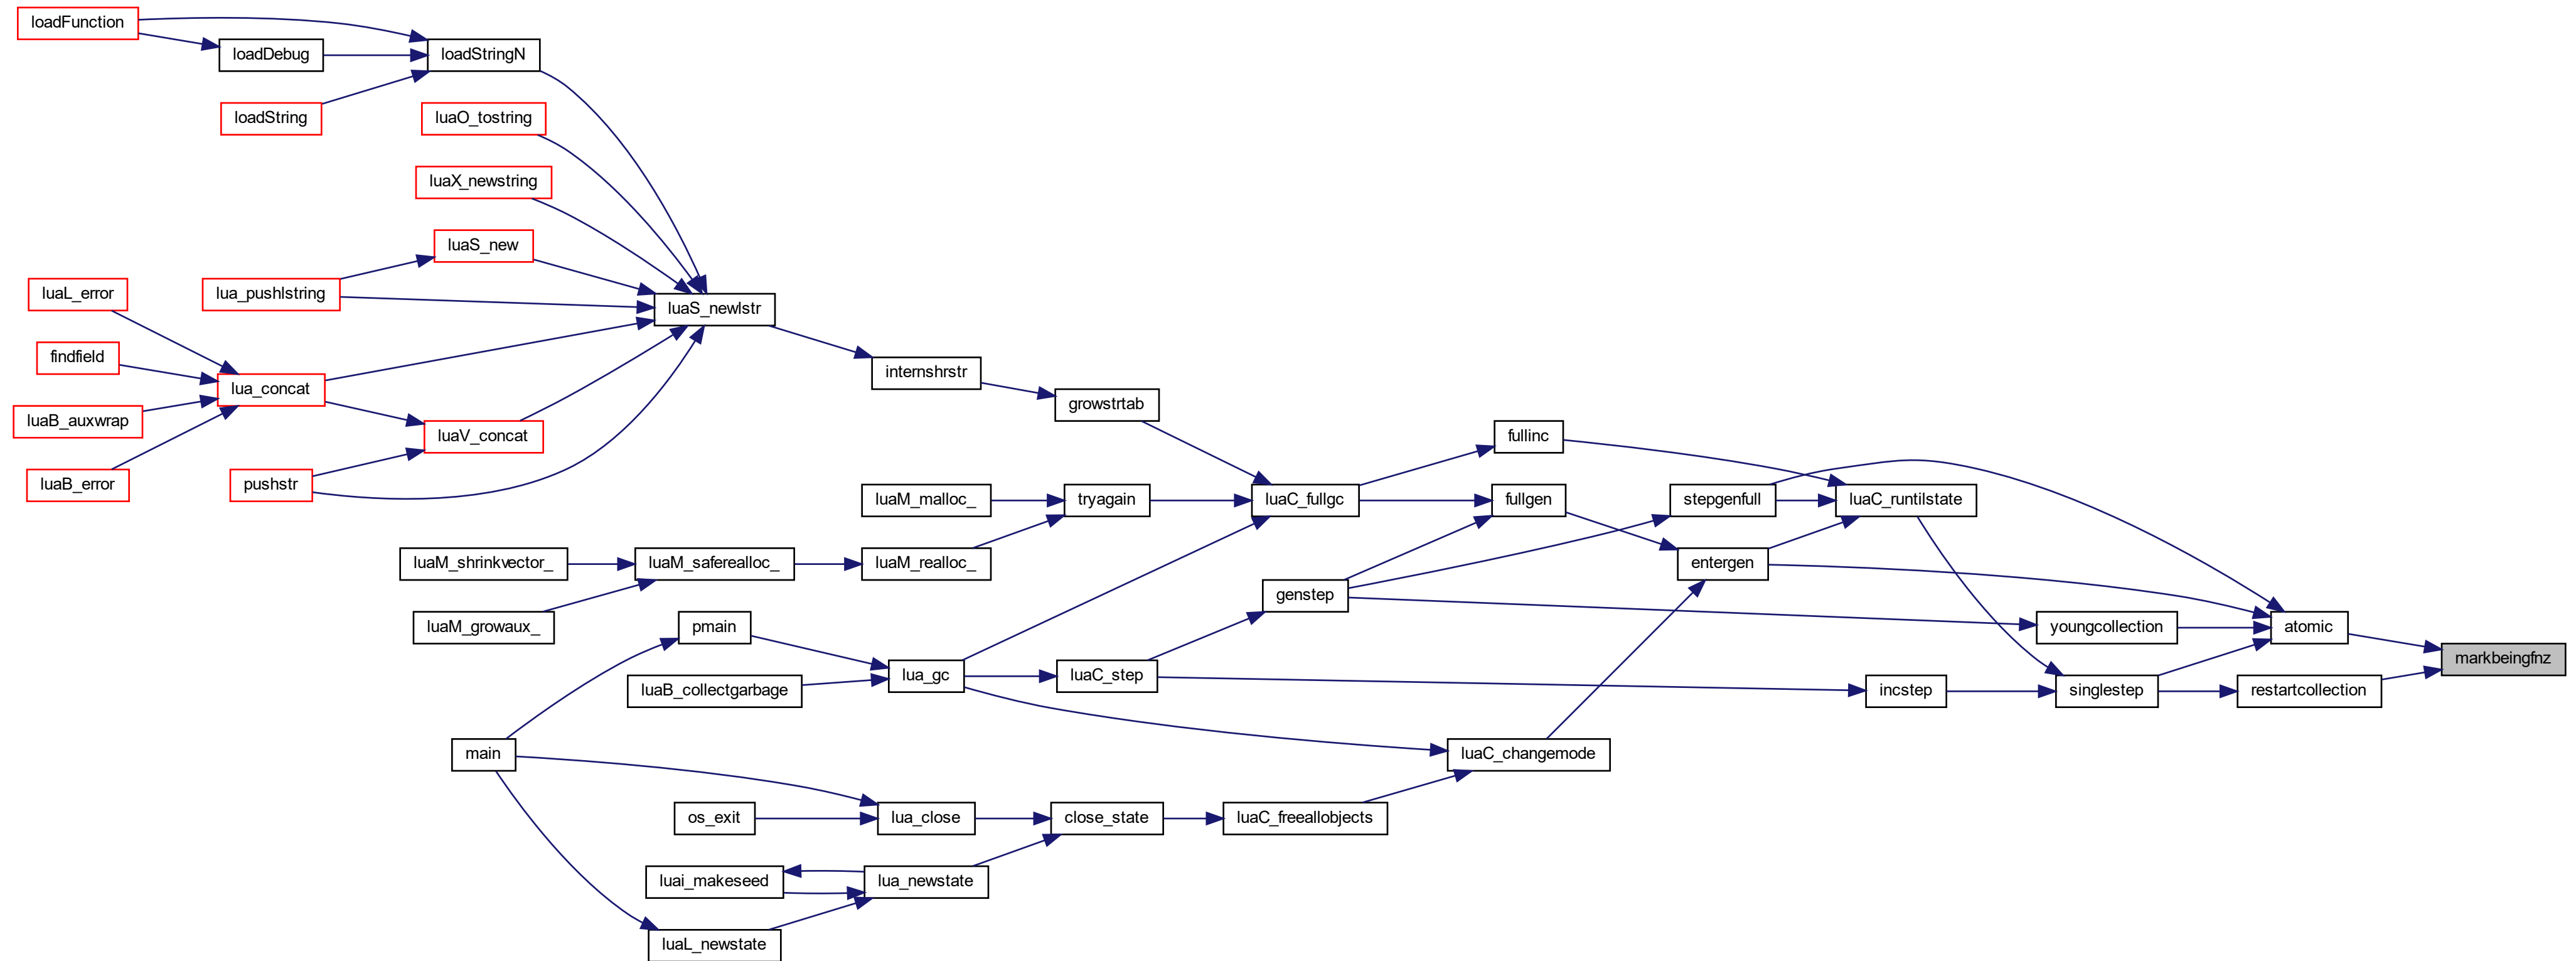 loadFunction
loadDebug
loadStringN
loadString
luaO_tostring
luaX_newstring
luaS_new
luaL_error
lua_pushlstring
luaS_newlstr
findfield
lua_concat
internshrstr
luaB_auxwrap
luaV_concat
growstrtab
luaB_error
pushstr
fullinc
luaM_malloc_
tryagain
luaC_fullgc
fullgen
stepgenfull
luaC_runtilstate
luaM_shrinkvector_
luaM_saferealloc_
luaM_realloc_
entergen
genstep
luaM_growaux_
pmain
youngcollection
atomic
markbeingfnz
lua_gc
luaC_step
luaB_collectgarbage
incstep
singlestep
restartcollection
main
luaC_changemode
os_exit
lua_close
close_state
luaC_freeallobjects
luai_makeseed
lua_newstate
luaL_newstate